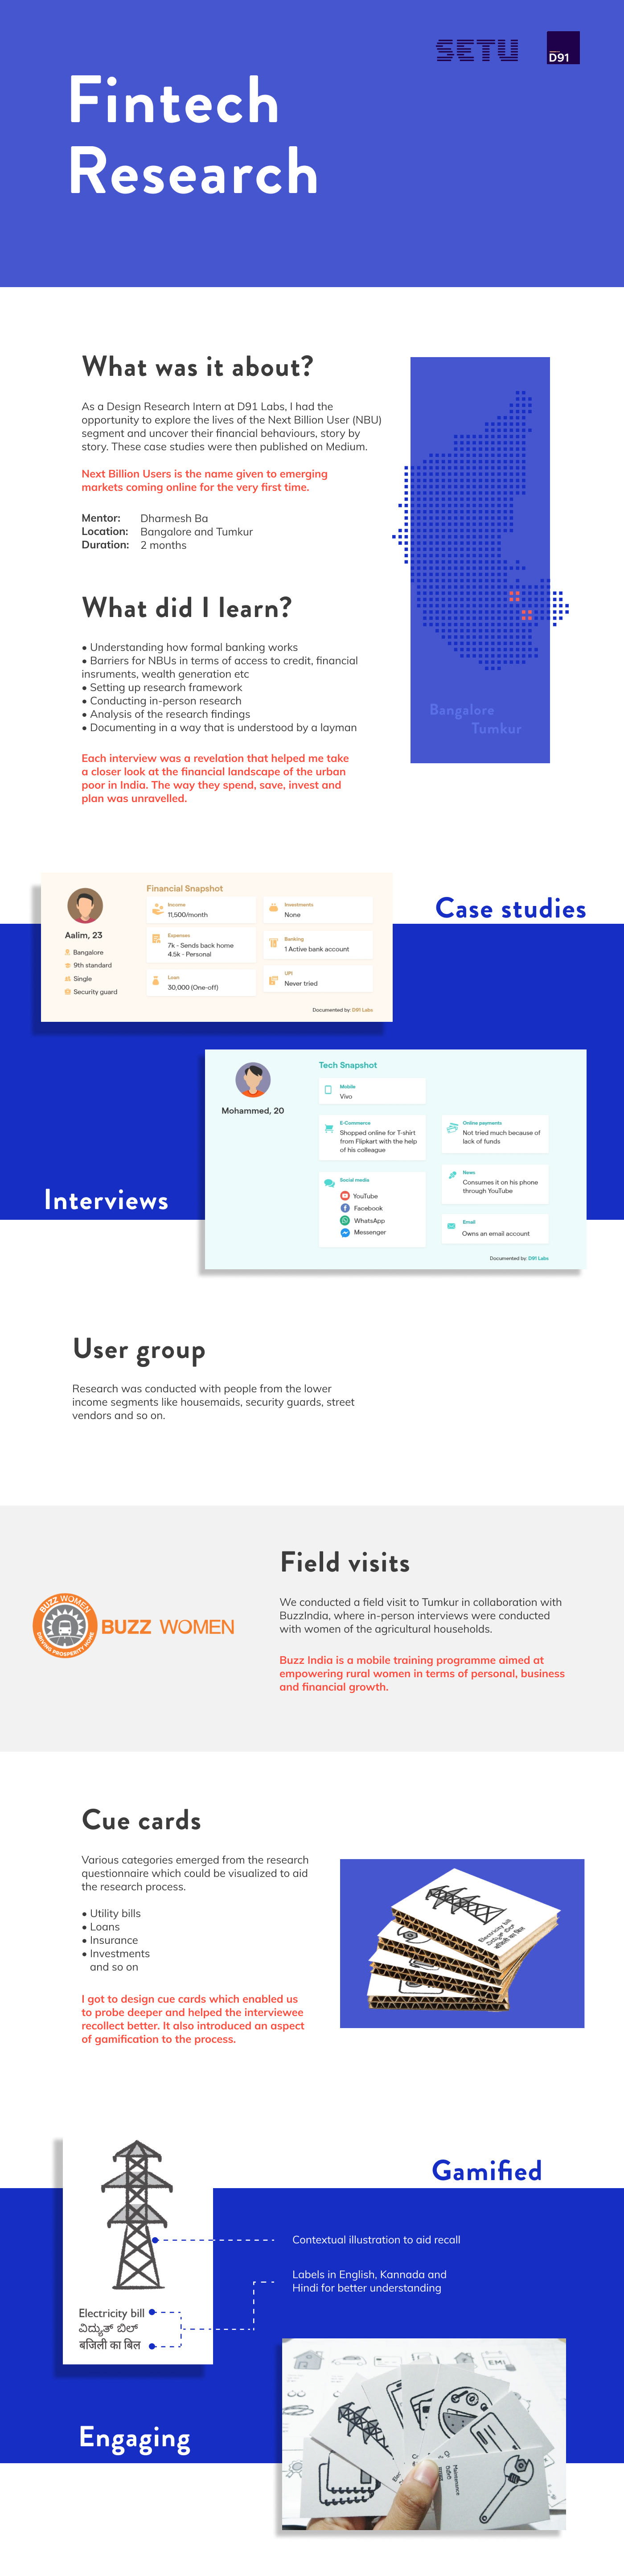 SETU
D91
Fintech
Research
What was it about?
As a Design Research Intern at D91 Labs, I had the
opportunity to explore the lives of the Next Billion User (NBU)
segment and uncover their financial behaviours, story by
story. These case studies were then published on Medium.
Next Billion Users is the name given to emerging
markets coming online for the very first time.
Mentor: Dharmesh Ba
Location: Bangalore and Tumkur
Duration: 2 months
Bangalore
Tumkur
What did I learn?
• Understanding how formal banking works
• Barriers for NBUs in terms of access to credit, financial
insruments, wealth generation etc
• Setting up research framework
• Conducting in-person research
• Analysis of the research findings
• Documenting in a way that is understood by a layman
Each interview was a revelation that helped me take
a closer look at the financial landscape of the urban
poor in India. The way they spend, save, invest and
plan was unravelled.
Case studies
Aalim, 23
Bangalore
9th standard
Single
Security guard
Financial Snapshot
Income
11,500/month
Expenses
7k - Sends back home
4.5k - Personal
Loan
30,000 (One-off)
Investments
None
Banking
1 Active bank account
UPI
Never tried
Documented by: D91 Labs
Interviews
Mohammed, 20
Tech Snapshot
Mobile
Vivo
E-Commerce
Shopped online for T-shirt
from Flipkart with the help
of his colleague
Social media
YouTube
Facebook
WhatsApp
Messenger
Online payments
Not tried much because of
lack of funds
News
Consumes it on his phone
through YouTube
Email
Owns an email account
Documented by: D91 Labs
User group
Research was conducted with people from the lower
income segments like housemaids, security guards, street
vendors and so on.
BUZZ WOMEN
DRIVING PROSPERITY HOME
BUZZ WOMEN
Field visits
We conducted a field visit to Tumkur in collaboration with
BuzzIndia, where in-person interviews were conducted
with women of the agricultural households.
Buzz India is a mobile training programme aimed at
empowering rural women in terms of personal, business
and financial growth.
Cue cards
Various categories emerged from the research
questionnaire which could be visualized to aid
the research process.
• Utility bills
• Loans
• Insurance
• Investments
and so on
I got to design cue cards which enabled us
to probe deeper and helped the interviewee
recollect better. It also introduced an aspect
of gamification to the process.
Electricity bill
ವಿದ್ಯುತ್ ಬಿಲ್
बिजली का बिल
Gamified
Contextual illustration to aid recall
Labels in English, Kannada and
Hindi for better understanding
Electricity bill
ವಿದ್ಯುತ್ ಬಿಲ್
बजिली का बिल
Engaging
EMI
Maintenance